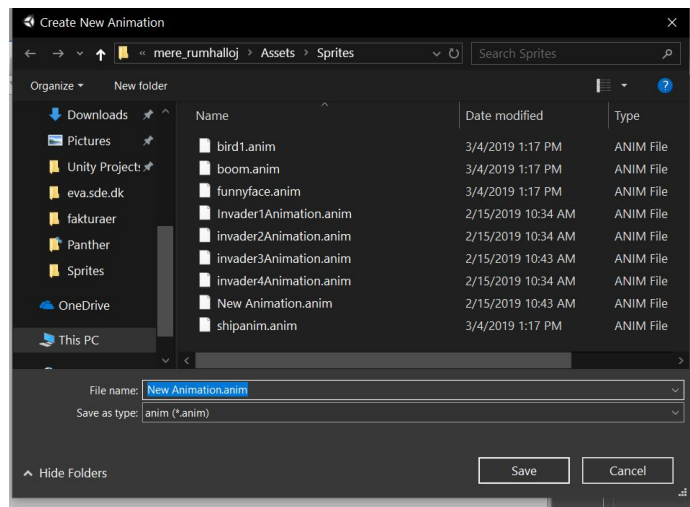 Create New Animation
« mere_rumhalloj > Assets > Sprites
Search Sprites
Organize
New folder
?
Downloads
Pictures
Unity Project:
eva.sde.dk
fakturaer
Panther
Sprites
OneDrive
This PC
Name Date modified Type
bird1.anim 3/4/2019 1:17 PM ANIM File
boom.anim 3/4/2019 1:17 PM ANIM File
funnyface.anim 3/4/2019 1:17 PM ANIM File
Invader1Animation.anim 2/15/2019 10:34 AM ANIM File
invader2Animation.anim 2/15/2019 10:34 AM ANIM File
invader3Animation.anim 2/15/2019 10:43 AM ANIM File
invader4Animation.anim 2/15/2019 10:34 AM ANIM File
New Animation.anim 2/15/2019 10:43 AM ANIM File
shipanim.anim 3/4/2019 1:17 PM ANIM File
File name: New Animation.anim
Save as type: anim (*.anim)
Hide Folders
Save
Cancel